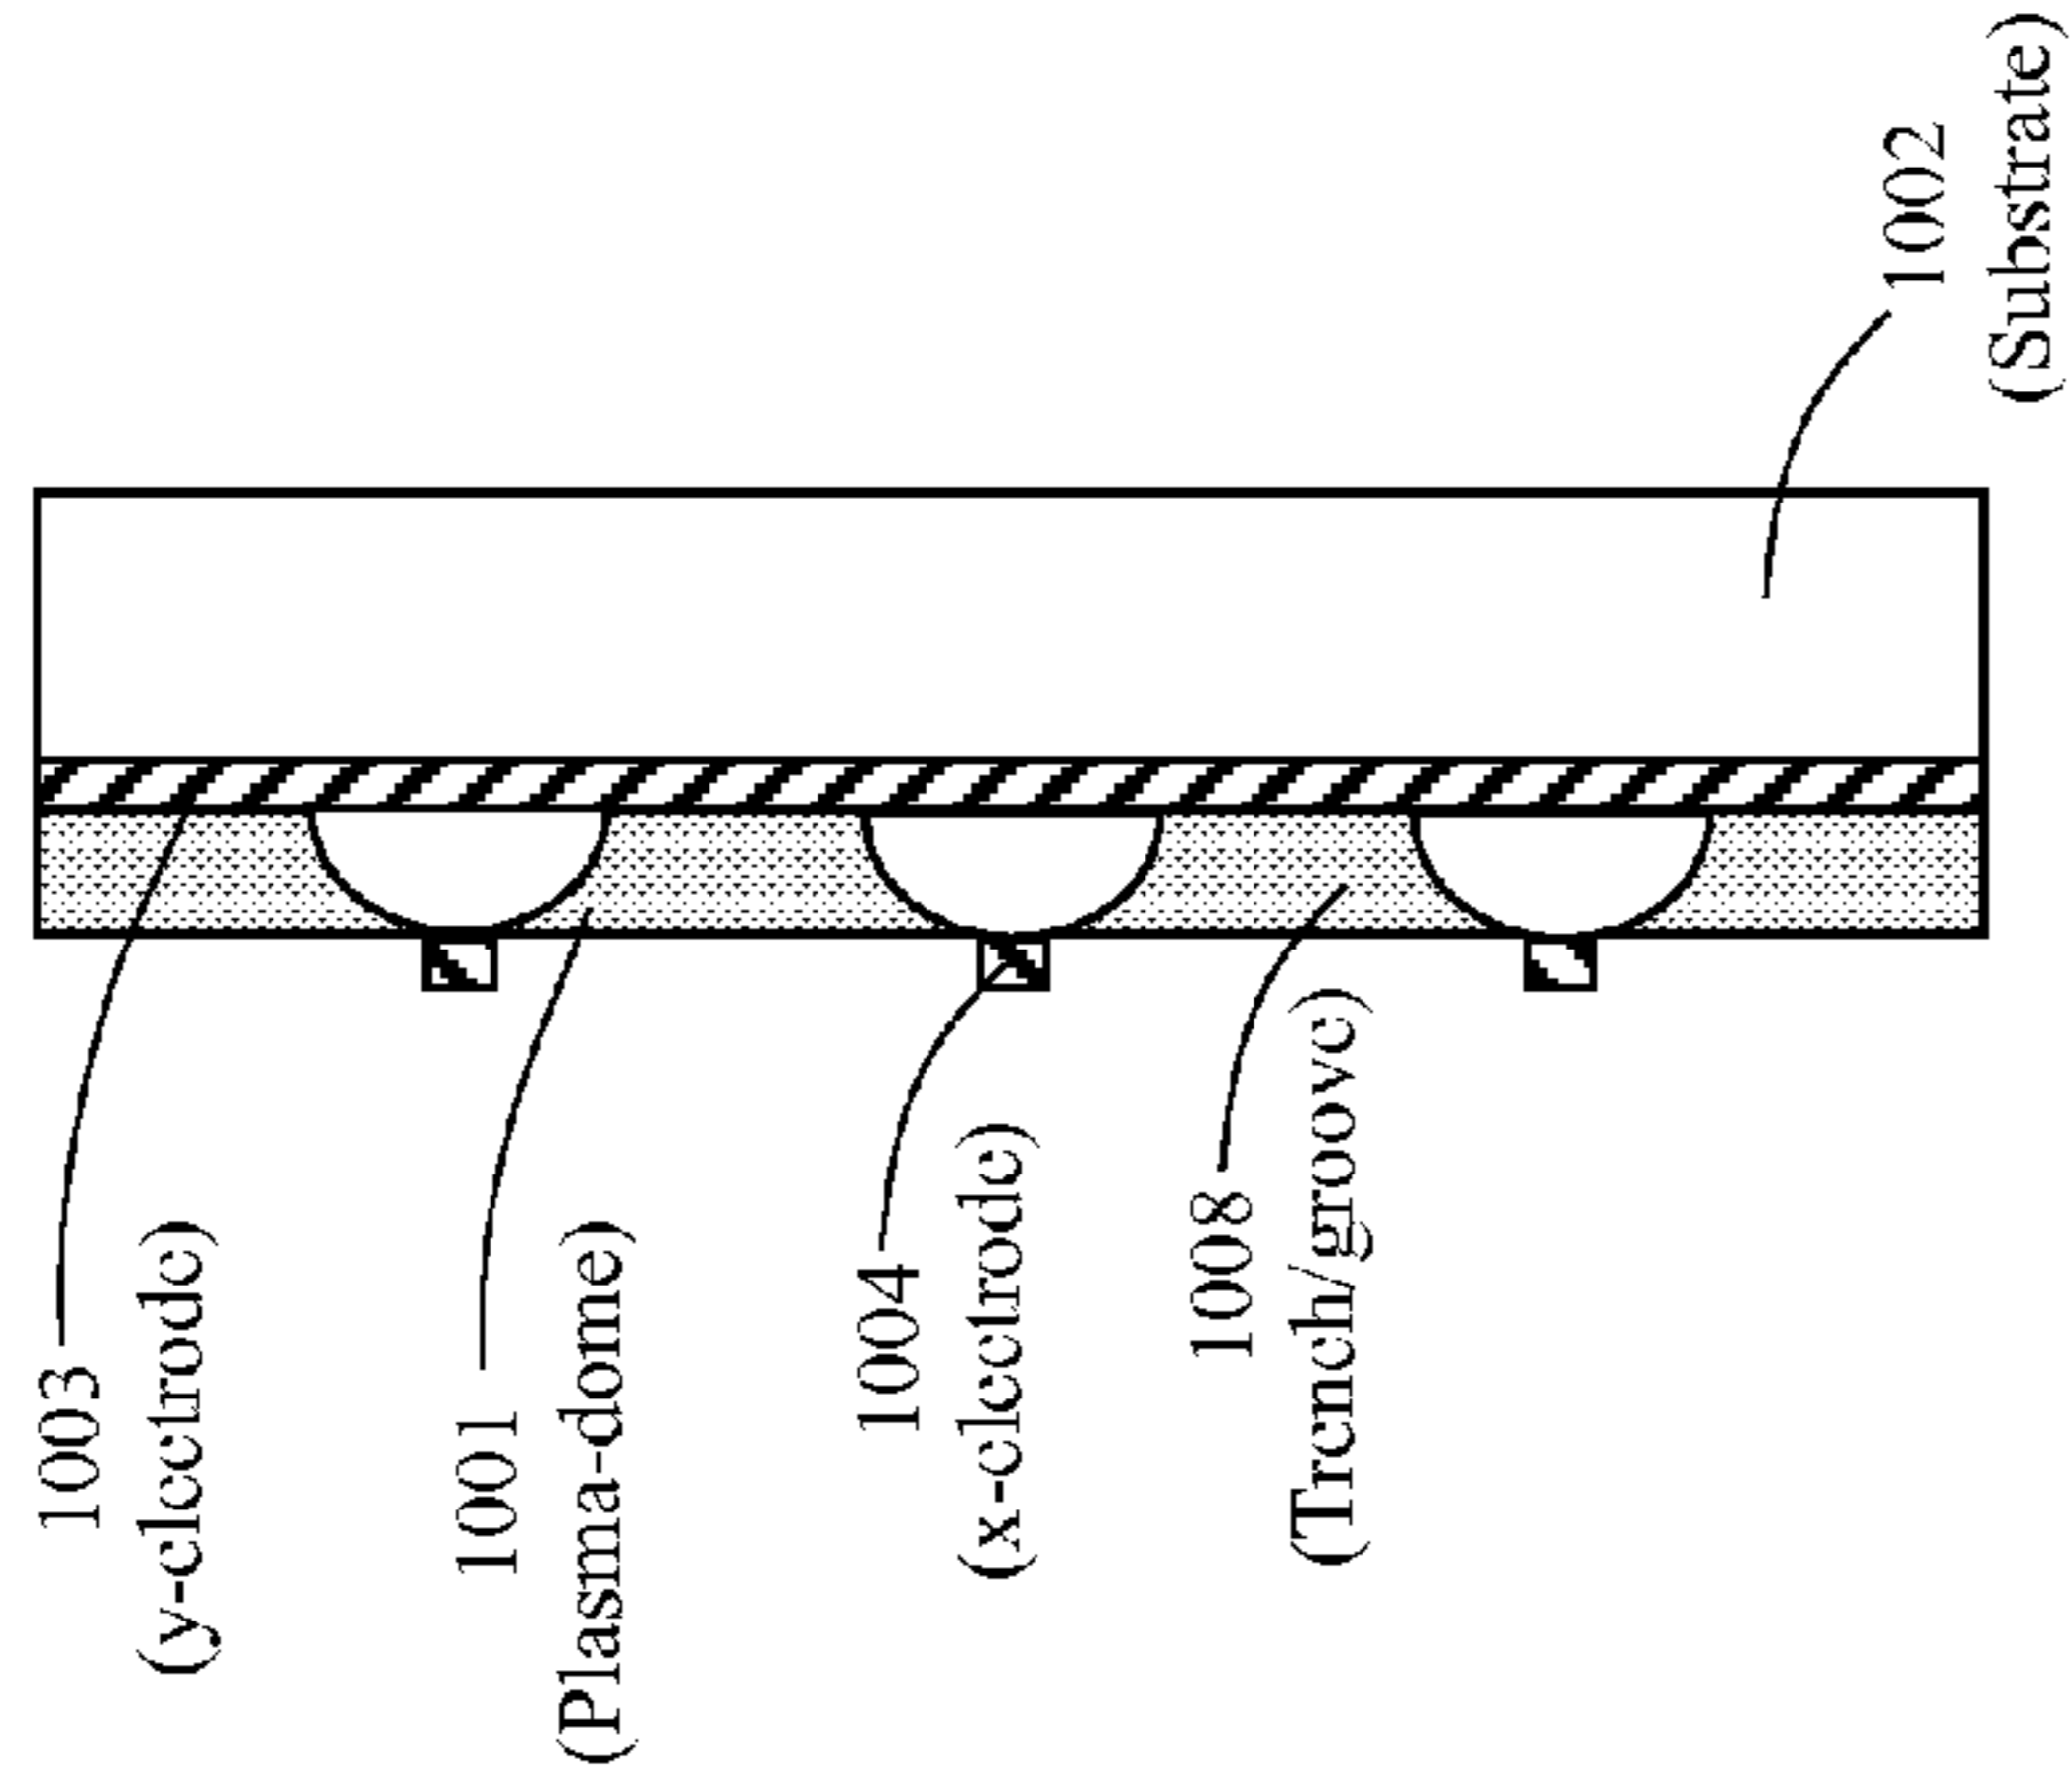 1003
(y-electrode)
1001
(Plasma-dome)
1004
(x-electrode)
1008
(Trench/groove)
1002
(Substrate)